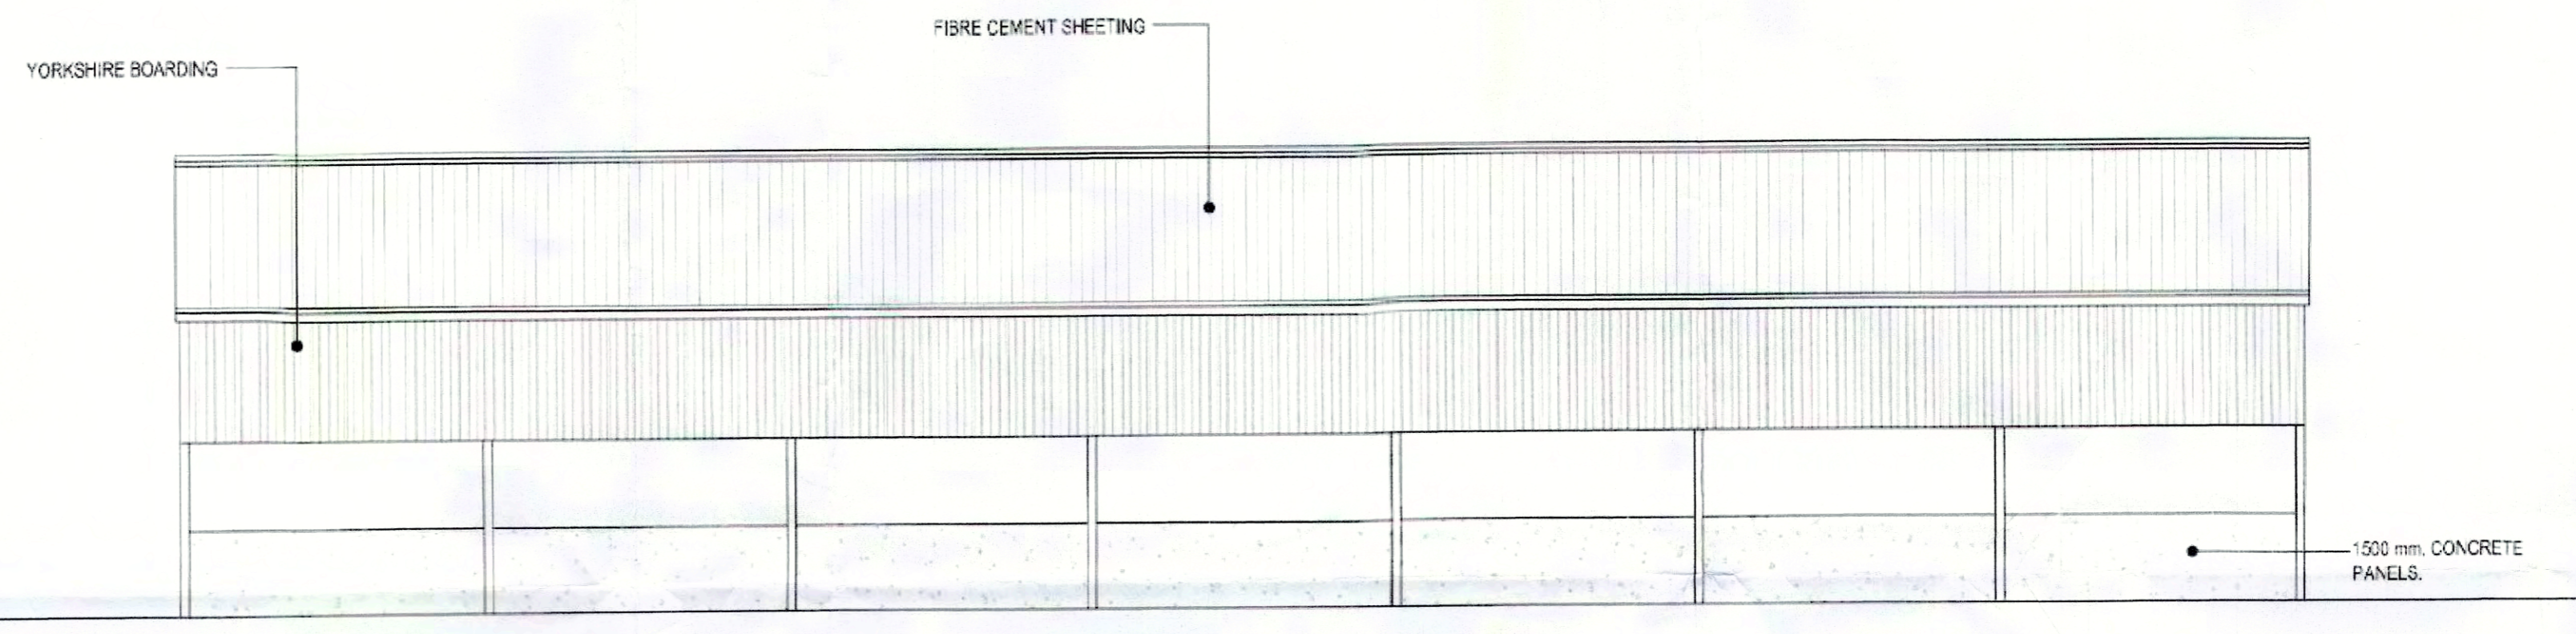 FIBRE CEMENT SHEETING
YORKSHIRE BOARDING
1500 mm. CONCRETE
PANELS.